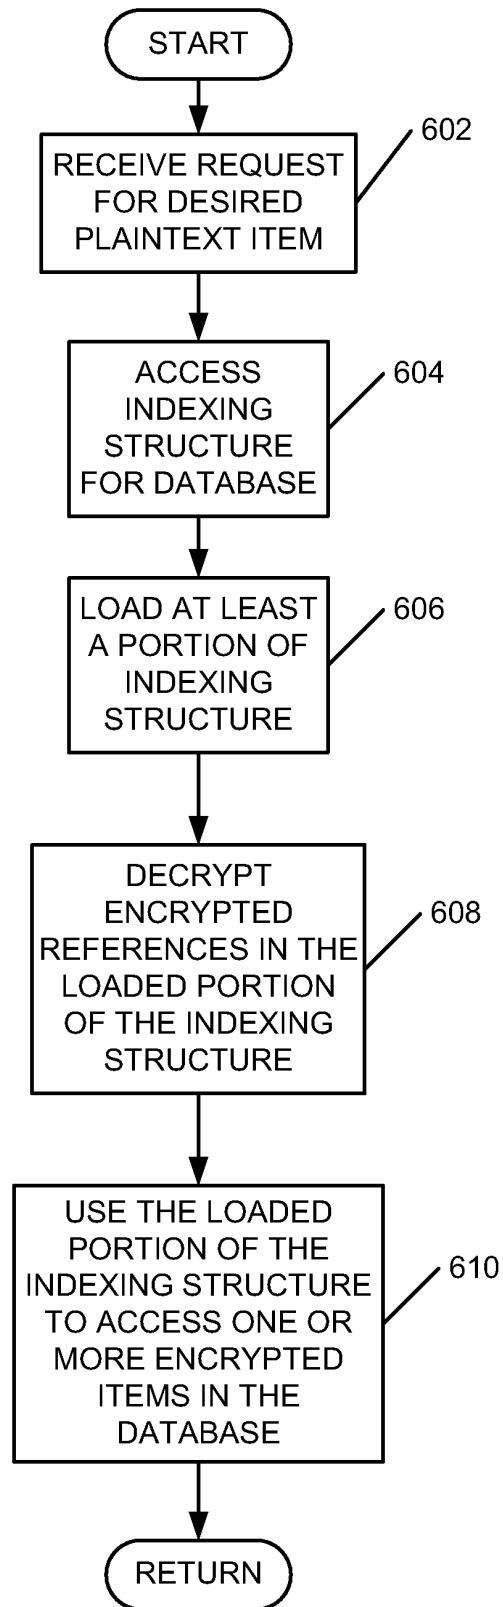 START
RECEIVE REQUEST
FOR DESIRED
PLAINTEXT ITEM
602
ACCESS
INDEXING
STRUCTURE
FOR DATABASE
604
LOAD AT LEAST
A PORTION OF
INDEXING
STRUCTURE
606
DECRYPT
ENCRYPTED
REFERENCES IN THE
LOADED PORTION
OF THE INDEXING
STRUCTURE
608
USE THE LOADED
PORTION OF THE
INDEXING STRUCTURE
TO ACCESS ONE OR
MORE ENCRYPTED
ITEMS IN THE
DATABASE
610
RETURN